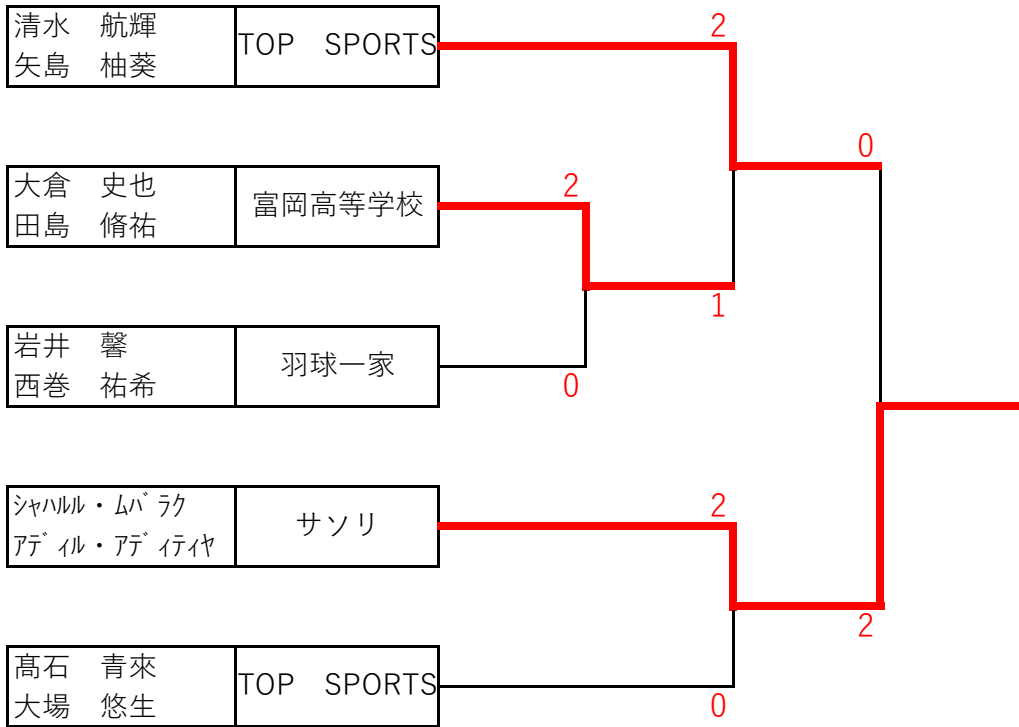 清水　航輝
矢島　柚葵
TOP　SPORTS
2
0
大倉　史也
田島　脩祐
富岡高等学校
2
1
岩井　馨
西巻　祐希
羽球一家
0
ｼｬﾊﾙﾙ・ﾑﾊﾞﾗｸ
ｱﾃﾞｨﾙ・ｱﾃﾞｨﾃｨﾔ
サソリ
2
2
髙石　青來
大場　悠生
TOP　SPORTS
0